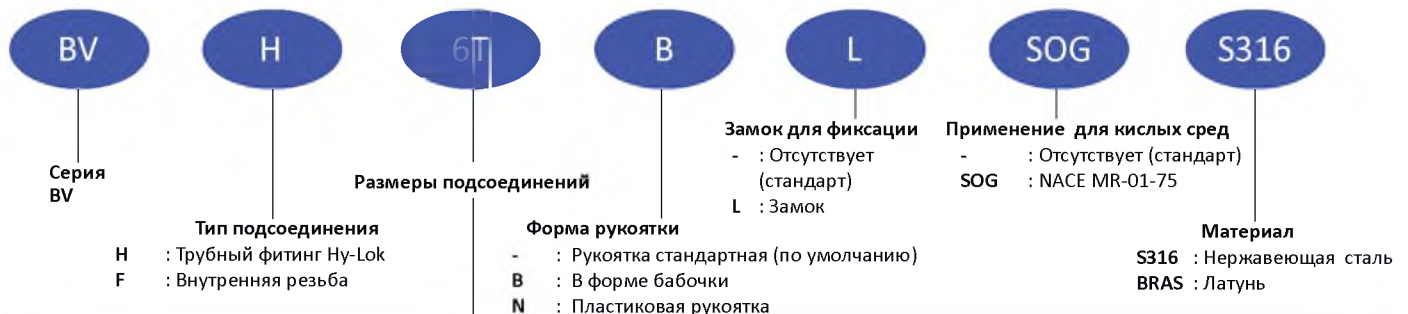 BV H 6T B L SOG S316
Замок для фиксации
- : Отсутствует
(стандарт)
L : Замок
Применение для кислых сред
- : Отсутствует (стандарт)
SOG : NACE MR-01-75
Серия
BV
Размеры подсоединений
Тип подсоединения
H : Трубный фитинг Hy-Lok
F : Внутренняя резьба
Форма рукоятки
- : Рукоятка стандартная (по умолчанию)
B : В форме бабочки
N : Пластиковая рукоятка
Материал
S316 : Нержавеющая сталь
BRAS : Латунь